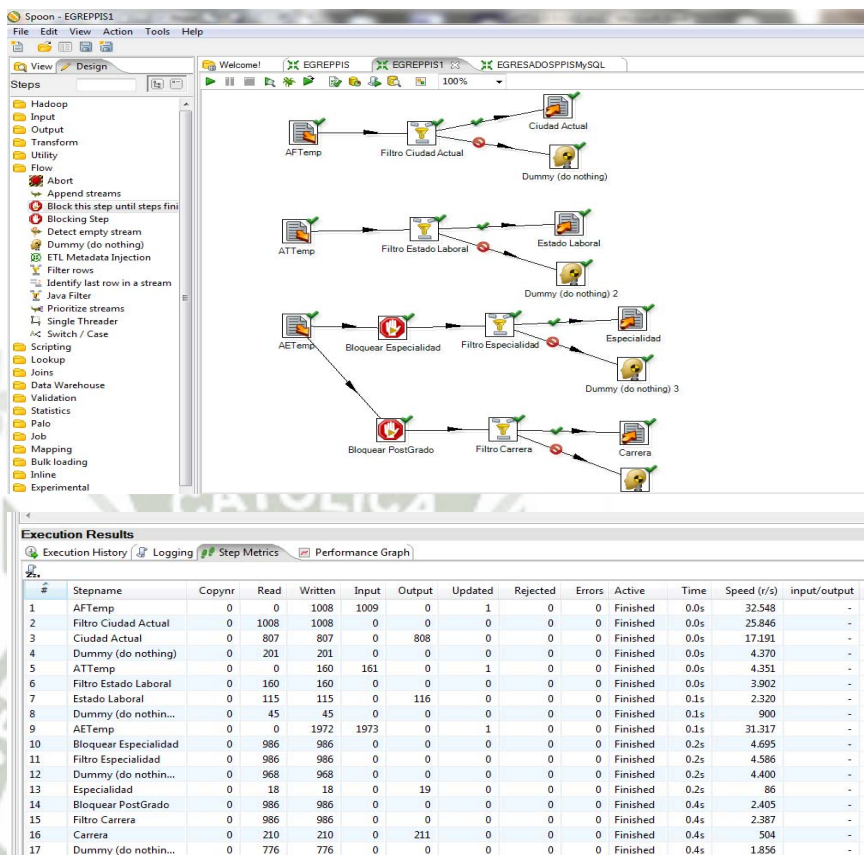 Spoon - EGREPPIS1
File Edit View Action Tools Help
View Design
Steps
Hadoop
Input
Output
Transform
Utility
Flow
Abort
Append streams
Block this step until steps fini
Blocking Step
Detect empty stream
Dummy (do nothing)
ETL Metadata Injection
Filter rows
Identify last row in a stream
Java Filter
Prioritize streams
Single Threader
Switch / Case
Scripting
Lookup
Joins
Data Warehouse
Validation
Statistics
Palo
Job
Mapping
Bulk loading
Inline
Experimental
Welcome! EGREPPIS EGREPPIS1 EGRESADOSPPISMySQL
100%
AFTemp
Filtro Ciudad Actual
Ciudad Actual
Dummy (do nothing)
ATTemp
Filtro Estado Laboral
Estado Laboral
Dummy (do nothing) 2
AETemp
Bloquear Especialidad
Filtro Especialidad
Especialidad
Dummy (do nothing) 3
Bloquear PostGrado
Filtro Carrera
Carrera
CATOLICA
Execution Results
Execution History Logging Step Metrics Performance Graph
# Stepname Copynr Read Written Input Output Updated Rejected Errors Active Time Speed (r/s) input/output
1 AFTemp 0 0 1008 1009 0 1 0 0 Finished 0.0s 32.548 -
2 Filtro Ciudad Actual 0 1008 1008 0 0 0 0 0 Finished 0.0s 25.846 -
3 Ciudad Actual 0 807 807 0 808 0 0 0 Finished 0.0s 17.191 -
4 Dummy (do nothing) 0 201 201 0 0 0 0 0 Finished 0.0s 4.370 -
5 ATTemp 0 0 160 161 0 1 0 0 Finished 0.0s 4.351 -
6 Filtro Estado Laboral 0 160 160 0 0 0 0 0 Finished 0.0s 3.902 -
7 Estado Laboral 0 115 115 0 116 0 0 0 Finished 0.1s 2.320 -
8 Dummy (do nothin... 0 45 45 0 0 0 0 0 Finished 0.1s 900 -
9 AETemp 0 0 1972 1973 0 1 0 0 Finished 0.1s 31.317 -
10 Bloquear Especialidad 0 986 986 0 0 0 0 0 Finished 0.2s 4.695 -
11 Filtro Especialidad 0 986 986 0 0 0 0 0 Finished 0.2s 4.586 -
12 Dummy (do nothin... 0 968 968 0 0 0 0 0 Finished 0.2s 4.400 -
13 Especialidad 0 18 18 0 19 0 0 0 Finished 0.2s 86 -
14 Bloquear PostGrado 0 986 986 0 0 0 0 0 Finished 0.4s 2.405 -
15 Filtro Carrera 0 986 986 0 0 0 0 0 Finished 0.4s 2.387 -
16 Carrera 0 210 210 0 211 0 0 0 Finished 0.4s 504 -
17 Dummy (do nothin... 0 776 776 0 0 0 0 0 Finished 0.4s 1.856 -